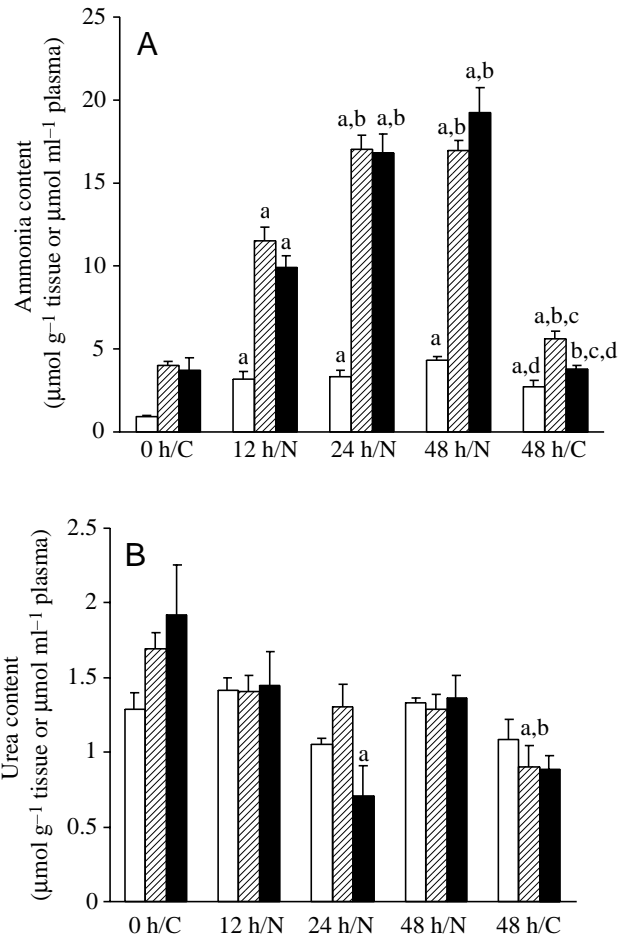 A
Ammonia content
(µmol g⁻¹ tissue or µmol ml⁻¹ plasma)
25
20
15
10
5
0
a
a
a
a
a,b
a,b
a
a,b
a,b
a,d
a,b,c
b,c,d
0 h/C
12 h/N
24 h/N
48 h/N
48 h/C
B
Urea content
(µmol g⁻¹ tissue or µmol ml⁻¹ plasma)
2.5
2
1.5
1
0.5
0
a
a,b
0 h/C
12 h/N
24 h/N
48 h/N
48 h/C